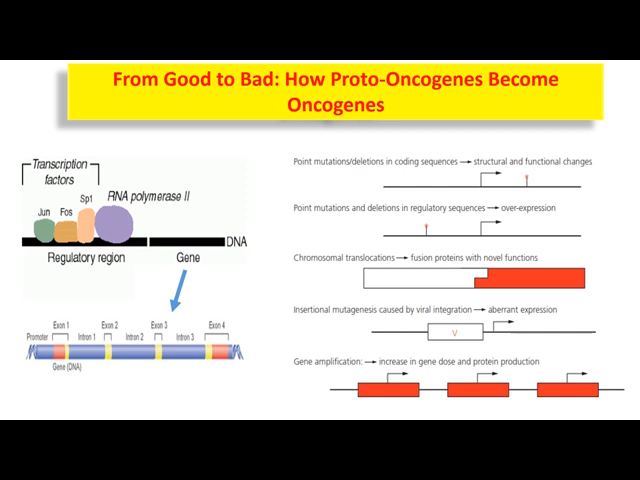 From Good to Bad: How Proto-Oncogenes Become
Oncogenes
Transcription
factors
RNA polymerase II
Sp1
Jun Fos
DNA
Regulatory region Gene
Exon 1 Exon 2 Exon 3 Exon 4
Promoter Intron 1 Intron 2 Intron 3
Gene (DNA)
Point mutations/deletions in coding sequences → structural and functional changes
Point mutations and deletions in regulatory sequences → over-expression
Chromosomal translocations → fusion proteins with novel functions
Insertional mutagenesis caused by viral integration → aberrant expression
V
Gene amplification: → increase in gene dose and protein production